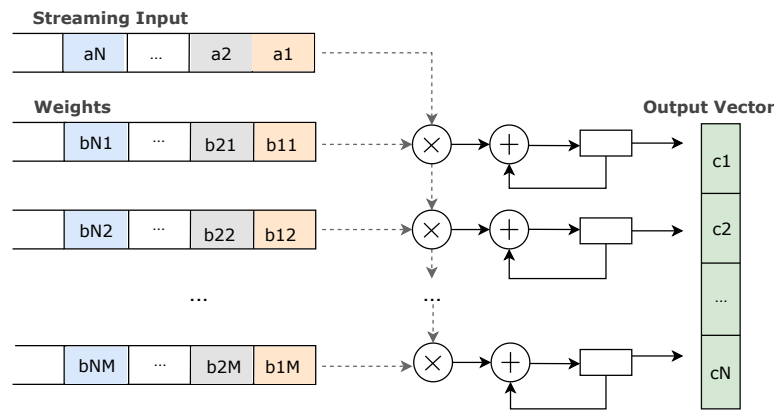 Streaming Input
aN ... a2 a1
Weights
Output Vector
bN1 ... b21 b11
× +
c1
bN2 ... b22 b12
× +
c2
... ...
...
bNM ... b2M b1M
× +
cN